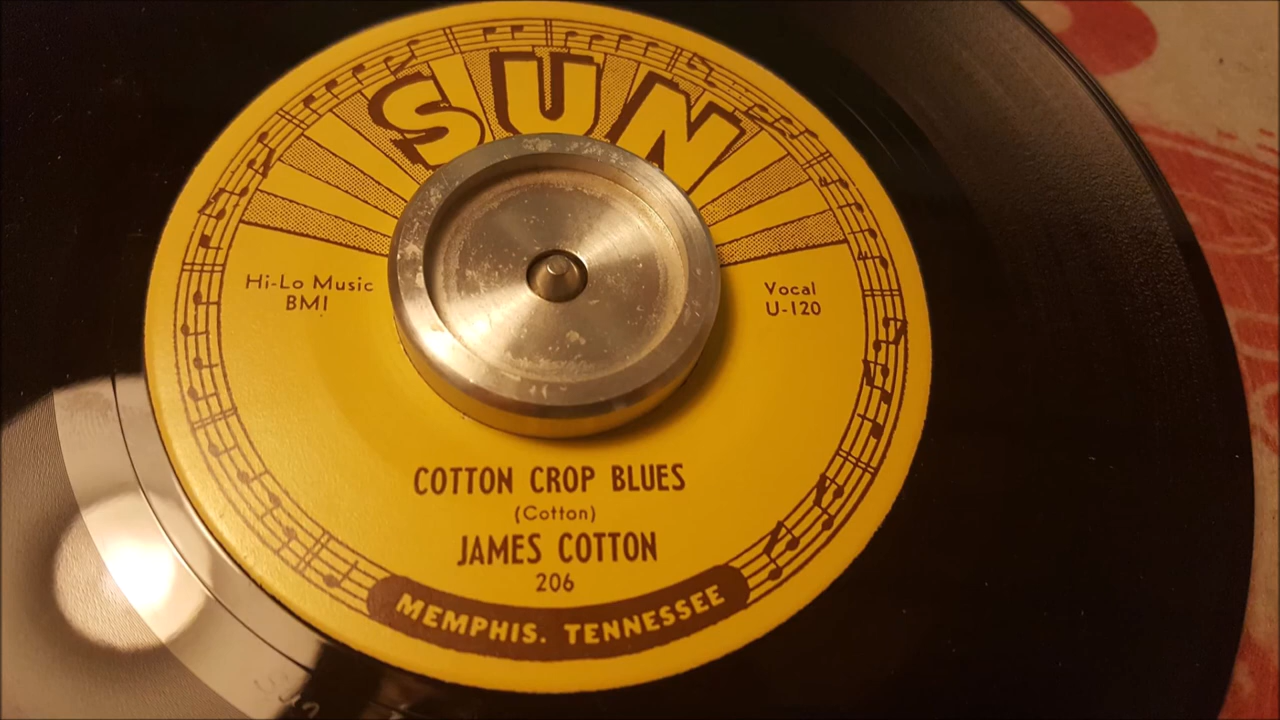 SUN
Hi-Lo Music
BMI
Vocal
U-120
COTTON CROP BLUES
(Cotton)
JAMES COTTON
206
MEMPHIS. TENNESSEE